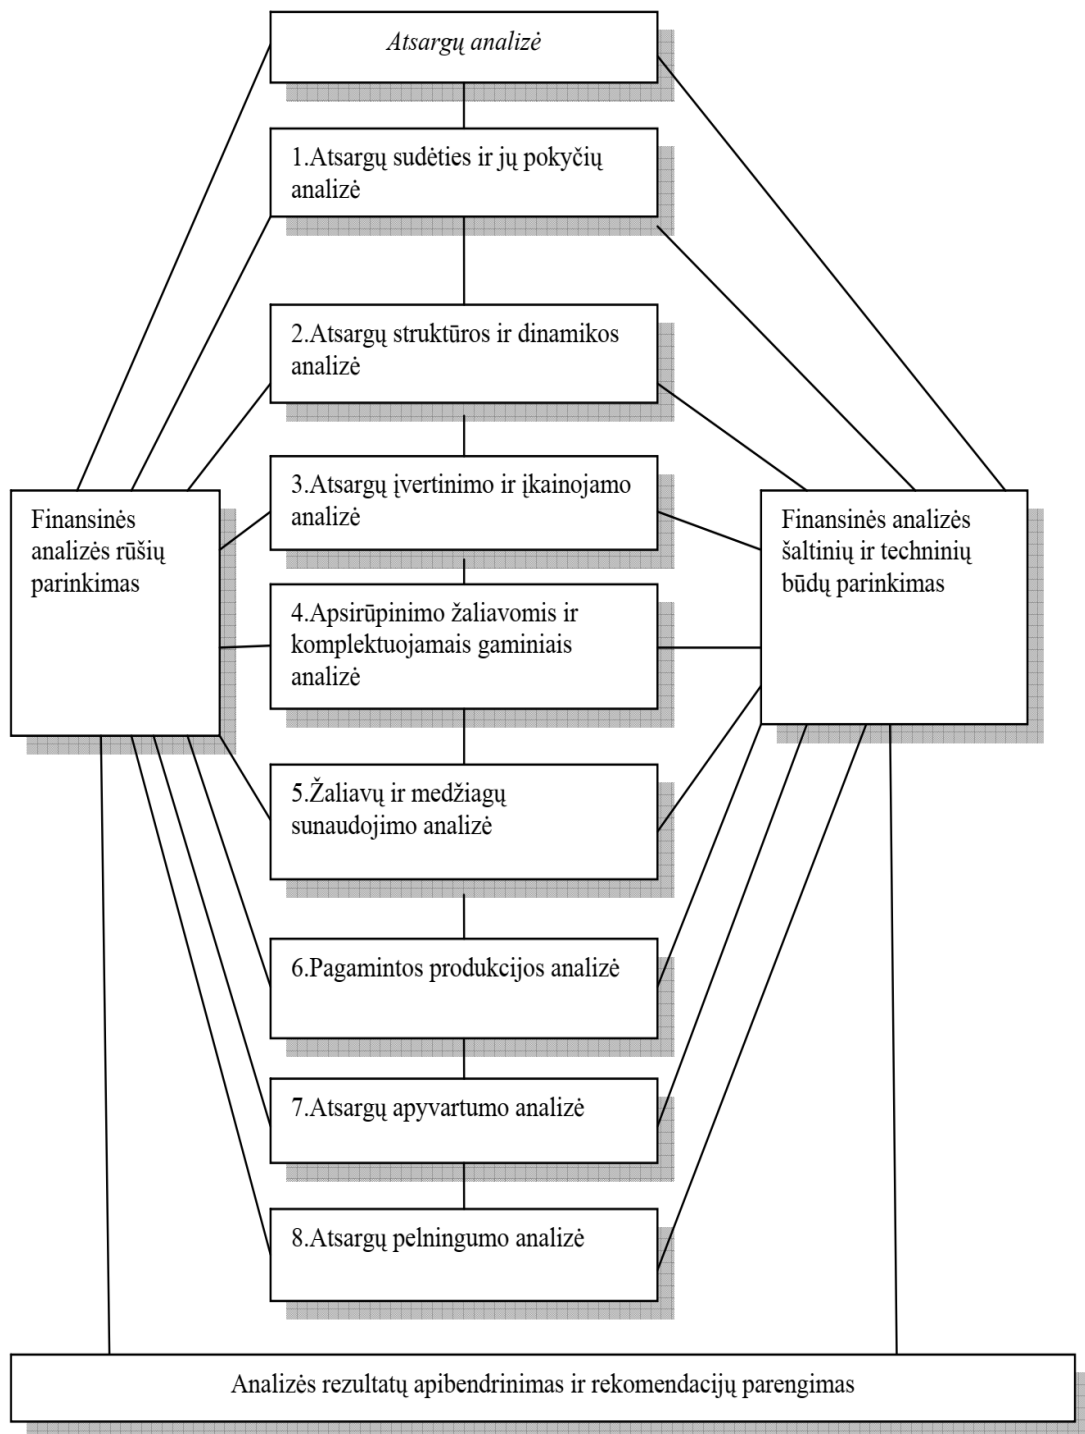 Atsargų analizė
1.Atsargų sudėties ir jų pokyčių
analizė
2.Atsargų struktūros ir dinamikos
analizė
3.Atsargų įvertinimo ir įkainojamo
analizė
Finansinės
analizės rūšių
parinkimas
Finansinės analizės
šaltinių ir techninių
būdų parinkimas
4.Apsirūpinimo žaliavomis ir
komplektuojamais gaminiais
analizė
5.Žaliavų ir medžiagų
sunaudojimo analizė
6.Pagamintos produkcijos analizė
7.Atsargų apyvartumo analizė
8.Atsargų pelningumo analizė
Analizės rezultatų apibendrinimas ir rekomendacijų parengimas